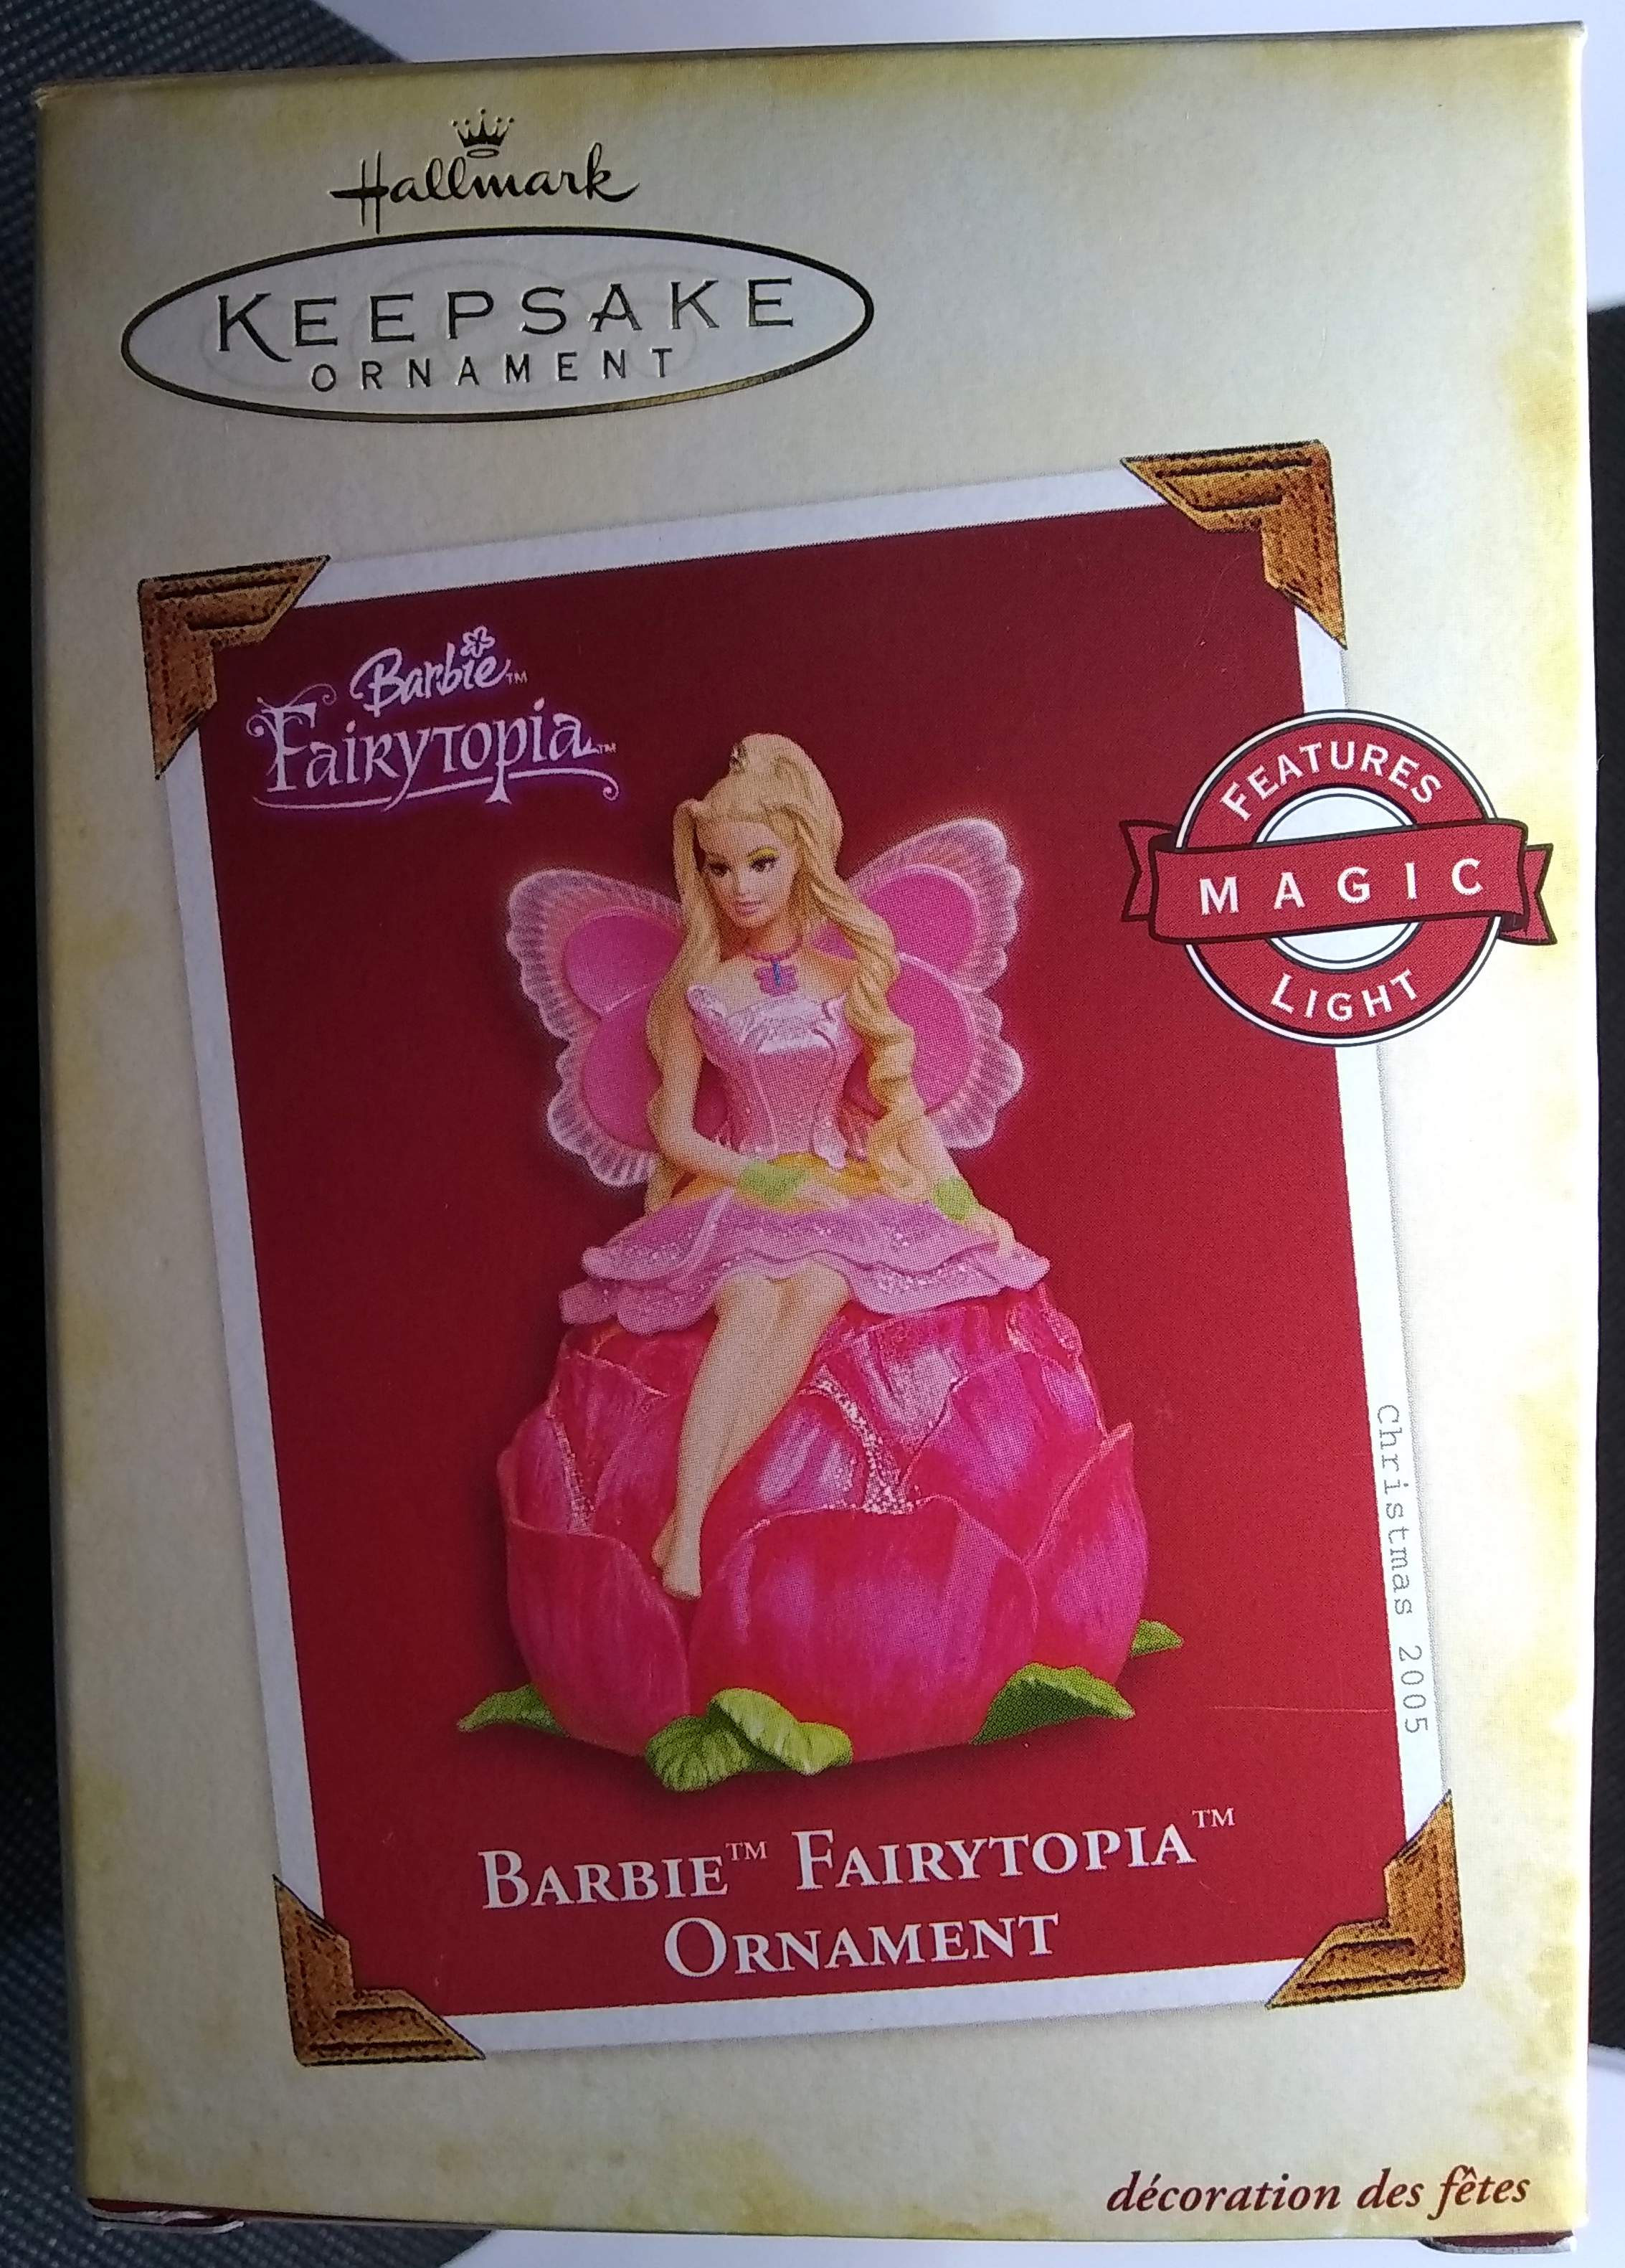 Hallmark
KEEPSAKE
ORNAMENT
Barbie™
Fairytopia™
FEATURES
MAGIC
LIGHT
Christmas 2005
BARBIE™ FAIRYTOPIA™
ORNAMENT
décoration des fêtes